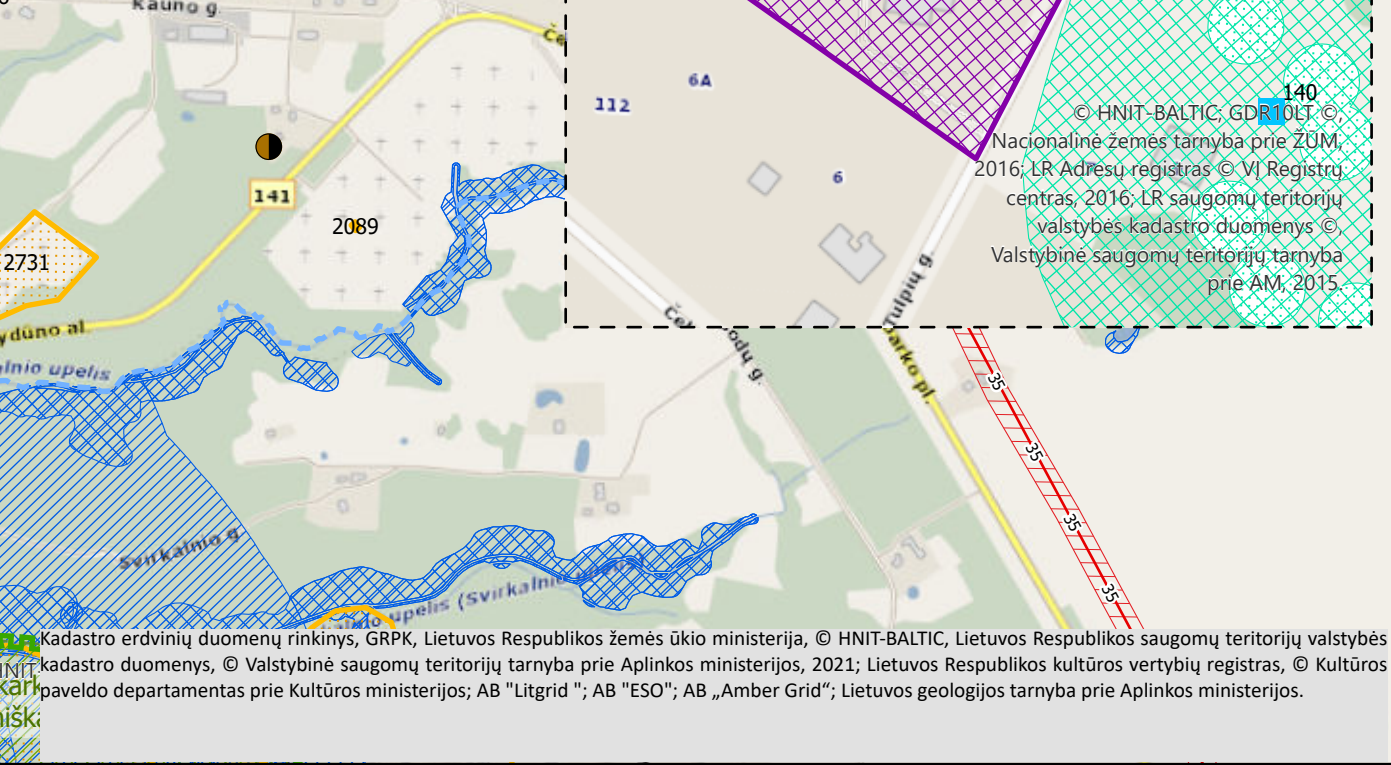 Kauno g.
6A
112
140
© HNIT-BALTIC; GDR10LT ©,
Nacionalinė žemės tarnyba prie ŽŪM,
2016; LR Adresų registras © VĮ Registrų
centras, 2016; LR saugomų teritorijų
valstybės kadastro duomenys ©,
Valstybinė saugomų teritorijų tarnyba
prie AM, 2015.
6
141
2089
2731
Tulpių g.
35
35
35
35
Svirkalnio g.
upelis (Svirkalnio upelis)
Kadastro erdvinių duomenų rinkinys, GRPK, Lietuvos Respublikos žemės ūkio ministerija, © HNIT-BALTIC, Lietuvos Respublikos saugomų teritorijų valstybės
kadastro duomenys, © Valstybinė saugomų teritorijų tarnyba prie Aplinkos ministerijos, 2021; Lietuvos Respublikos kultūros vertybių registras, © Kultūros
paveldo departamentas prie Kultūros ministerijos; AB "Litgrid "; AB "ESO"; AB „Amber Grid“; Lietuvos geologijos tarnyba prie Aplinkos ministerijos.